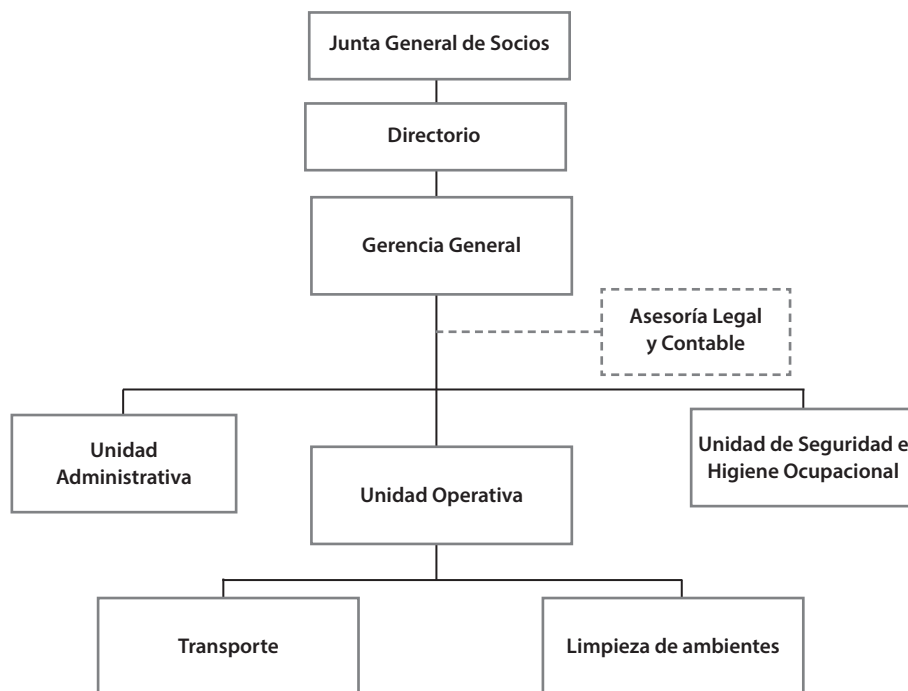 Junta General de Socios
Directorio
Gerencia General
Asesoría Legal
y Contable
Unidad
Administrativa
Unidad Operativa
Unidad de Seguridad e
Higiene Ocupacional
Transporte
Limpieza de ambientes